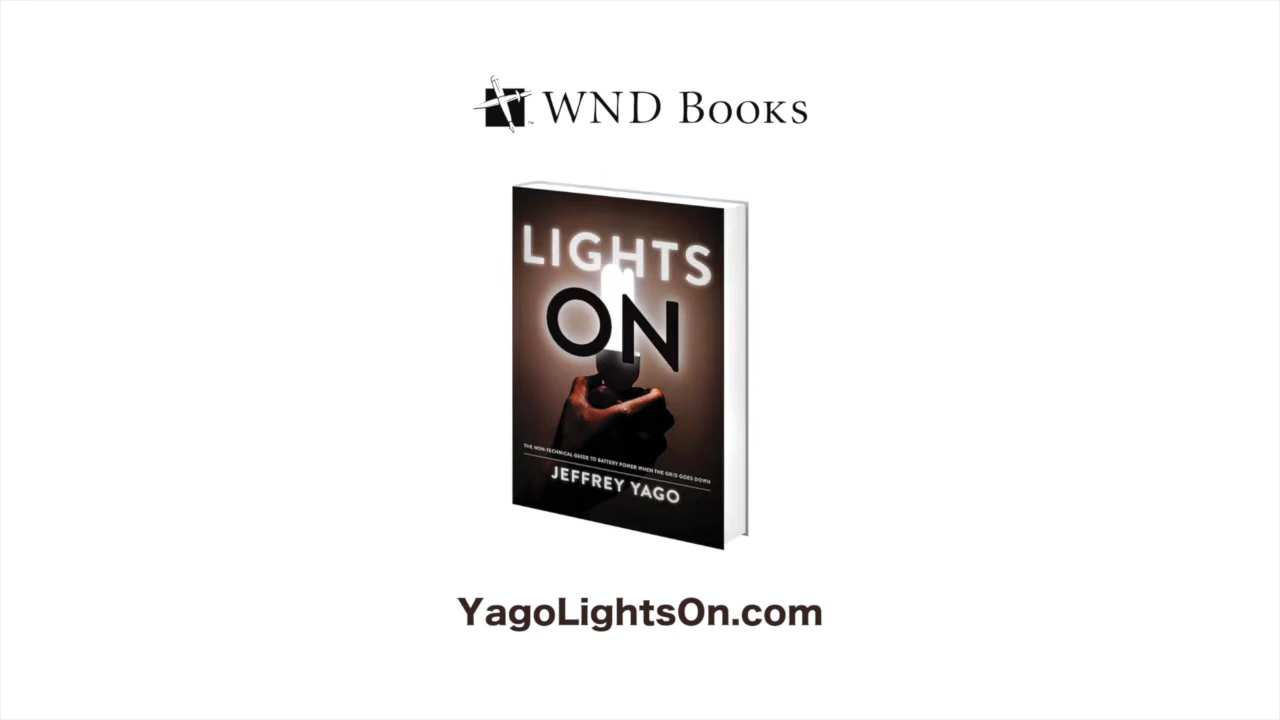 WND BOOKS
LIGHTS
ON
THE NON-TECHNICAL GUIDE TO BATTERY POWER WHEN THE GRID GOES DOWN
JEFFREY YAGO
YagoLightsOn.com